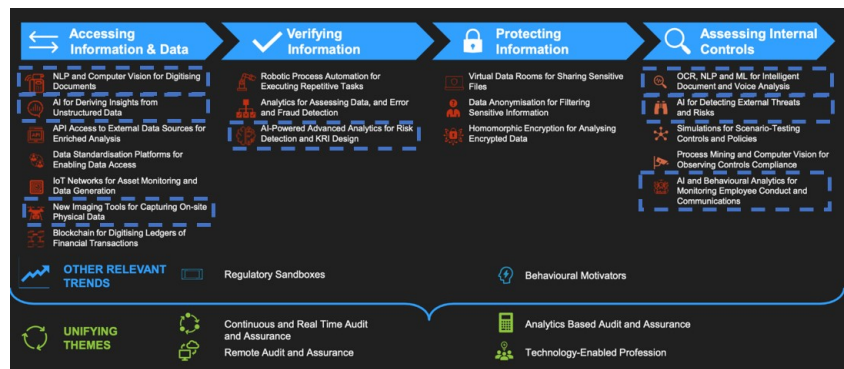 Accessing
Information & Data
Verifying
Information
Protecting
Information
Assessing Internal
Controls
NLP and Computer Vision for Digitising
Documents
AI for Deriving Insights from
Unstructured Data
API Access to External Data Sources for
Enriched Analysis
Data Standardisation Platforms for
Enabling Data Access
IoT Networks for Asset Monitoring and
Data Generation
New Imaging Tools for Capturing On-site
Physical Data
Blockchain for Digitising Ledgers of
Financial Transactions
Robotic Process Automation for
Executing Repetitive Tasks
Analytics for Assessing Data, and Error
and Fraud Detection
AI-Powered Advanced Analytics for Risk
Detection and KRI Design
Virtual Data Rooms for Sharing Sensitive
Files
Data Anonymisation for Filtering
Sensitive Information
Homomorphic Encryption for Analysing
Encrypted Data
OCR, NLP and ML for Intelligent
Document and Voice Analysis
AI for Detecting External Threats
and Risks
Simulations for Scenario-Testing
Controls and Policies
Process Mining and Computer Vision for
Observing Controls Compliance
AI and Behavioural Analytics for
Monitoring Employee Conduct and
Communications
OTHER RELEVANT
TRENDS
Regulatory Sandboxes
Behavioural Motivators
UNIFYING
THEMES
Continuous and Real Time Audit
and Assurance
Remote Audit and Assurance
Analytics Based Audit and Assurance
Technology-Enabled Profession